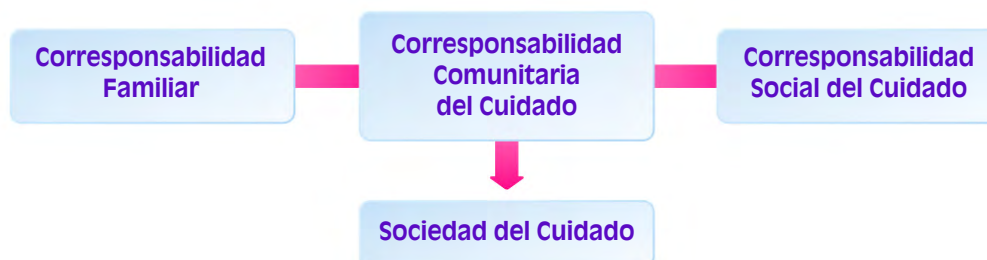 Corresponsabilidad
Familiar
Corresponsabilidad
Comunitaria
del Cuidado
Corresponsabilidad
Social del Cuidado
Sociedad del Cuidado